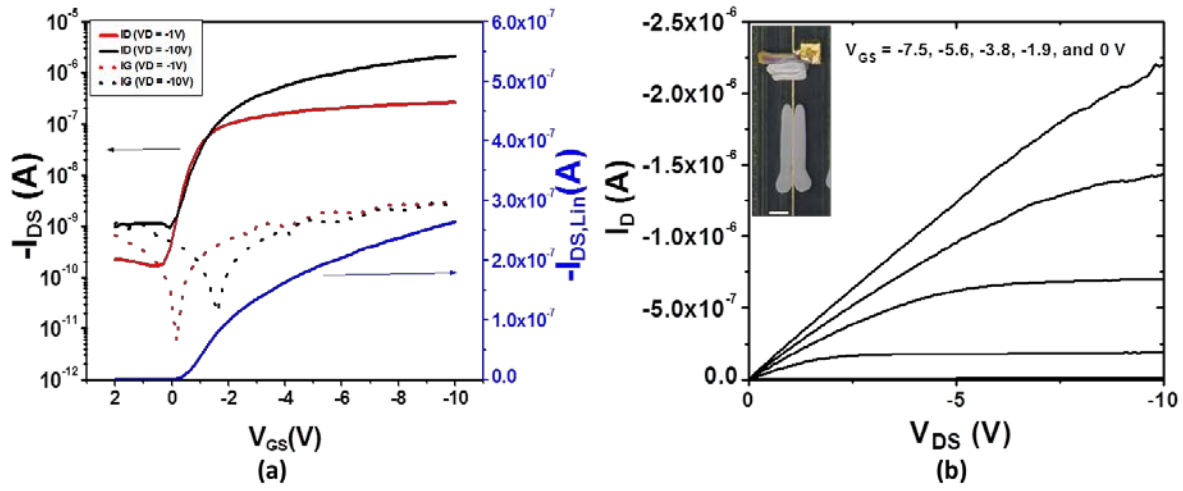 10⁻⁵
10⁻⁶
10⁻⁷
10⁻⁸
10⁻⁹
10⁻¹⁰
10⁻¹¹
10⁻¹²
-I_DS (A)
ID (VD = -1V)
ID (VD = -10V)
IG (VD = -1V)
IG (VD = -10V)
6.0x10⁻⁷
5.0x10⁻⁷
4.0x10⁻⁷
3.0x10⁻⁷
2.0x10⁻⁷
1.0x10⁻⁷
0.0
-I_DS,Lin(A)
2 0 -2 -4 -6 -8 -10
V_GS(V)
(a)
-2.5x10⁻⁶
-2.0x10⁻⁶
-1.5x10⁻⁶
-1.0x10⁻⁶
-5.0x10⁻⁷
0.0
I_D (A)
V_GS = -7.5, -5.6, -3.8, -1.9, and 0 V
0 -5 -10
V_DS (V)
(b)